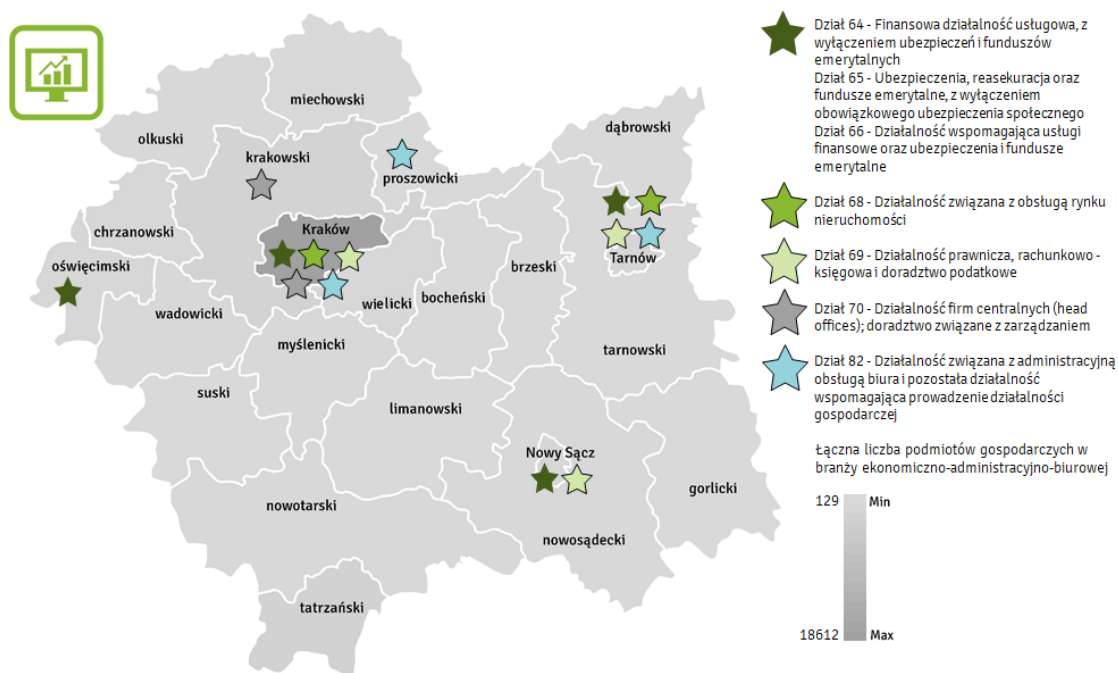 Dział 64 - Finansowa działalność usługowa, z
wyłączeniem ubezpieczeń i funduszów
emerytalnych
Dział 65 - Ubezpieczenia, reasekuracja oraz
fundusze emerytalne, z wyłączeniem
obowiązkowego ubezpieczenia społecznego
Dział 66 - Działalność wspomagająca usługi
finansowe oraz ubezpieczenia i fundusze
emerytalne
Dział 68 - Działalność związana z obsługą rynku
nieruchomości
Dział 69 - Działalność prawnicza, rachunkowo -
księgowa i doradztwo podatkowe
Dział 70 - Działalność firm centralnych (head
offices); doradztwo związane z zarządzaniem
Dział 82 - Działalność związana z administracyjną
obsługą biura i pozostała działalność
wspomagająca prowadzenie działalności
gospodarczej
Łączna liczba podmiotów gospodarczych w
branży ekonomiczno-administracyjno-biurowej
129 Min
18612 Max
miechowski
olkuski
dąbrowski
krakowski
proszowicki
chrzanowski
Kraków
oświęcimski
Tarnów
brzeski
wielicki
bocheński
wadowicki
myślenicki
tarnowski
suski
limanowski
Nowy Sącz
gorlicki
nowotarski
nowosądecki
tatrzański